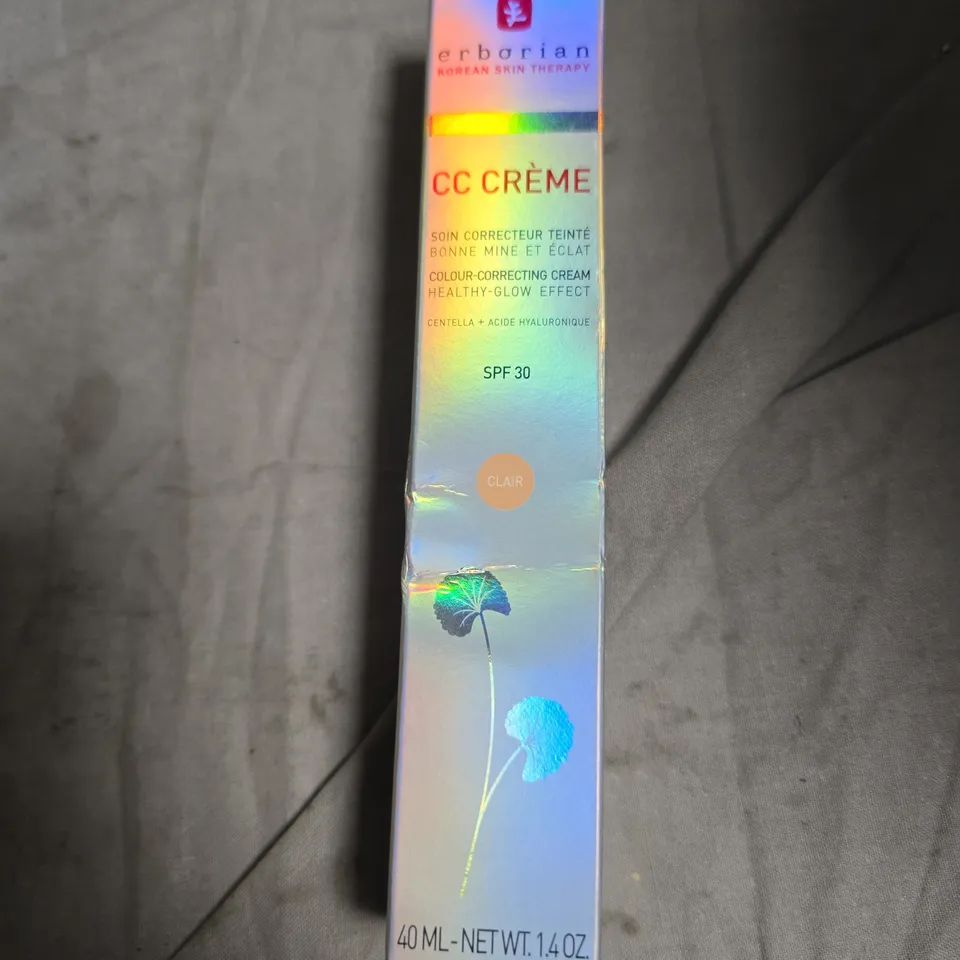 erborian
KOREAN SKIN THERAPY
CC CRÈME
SOIN CORRECTEUR TEINTÉ
BONNE MINE ET ÉCLAT
COLOUR-CORRECTING CREAM
HEALTHY-GLOW EFFECT
CENTELLA + ACIDE HYALURONIQUE
SPF 30
CLAIR
40 ML - NET WT. 1.4 OZ.